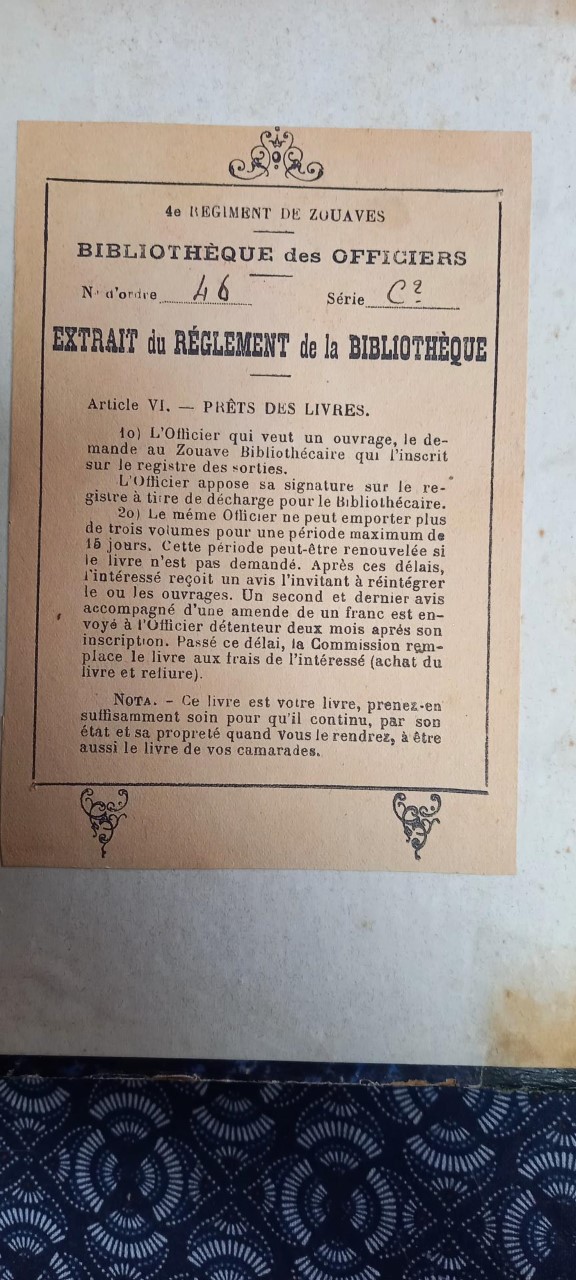 4e REGIMENT DE ZOUAVES
BIBLIOTHÈQUE des OFFICIERS
No d'ordre 46 Série C²
EXTRAIT du RÉGLEMENT de la BIBLIOTHÈQUE
Article VI. — PRÊTS DES LIVRES.
1o) L'Officier qui veut un ouvrage, le de-
mande au Zouave Bibliothécaire qui l'inscrit
sur le registre des sorties.
L'Officier appose sa signature sur le re-
gistre à titre de décharge pour le Bibliothécaire.
2o) Le méme Officier ne peut emporter plus
de trois volumes pour une période maximum de
15 jours. Cette période peut-être renouvelée si
le livre n'est pas demandé. Après ces délais,
l'intéressé reçoit un avis l'invitant à réintégrer
le ou les ouvrages. Un second et dernier avis
accompagné d'une amende de un franc est en-
voyé à l'Officier détenteur deux mois après son
inscription. Passé ce délai, la Commission rem-
place le livre aux frais de l'intéressé (achat du
livre et reliure).
NOTA. - Ce livre est votre livre, prenez-en
suffisamment soin pour qu'il continu, par son
état et sa propreté quand vous le rendrez, à être
aussi le livre de vos camarades.